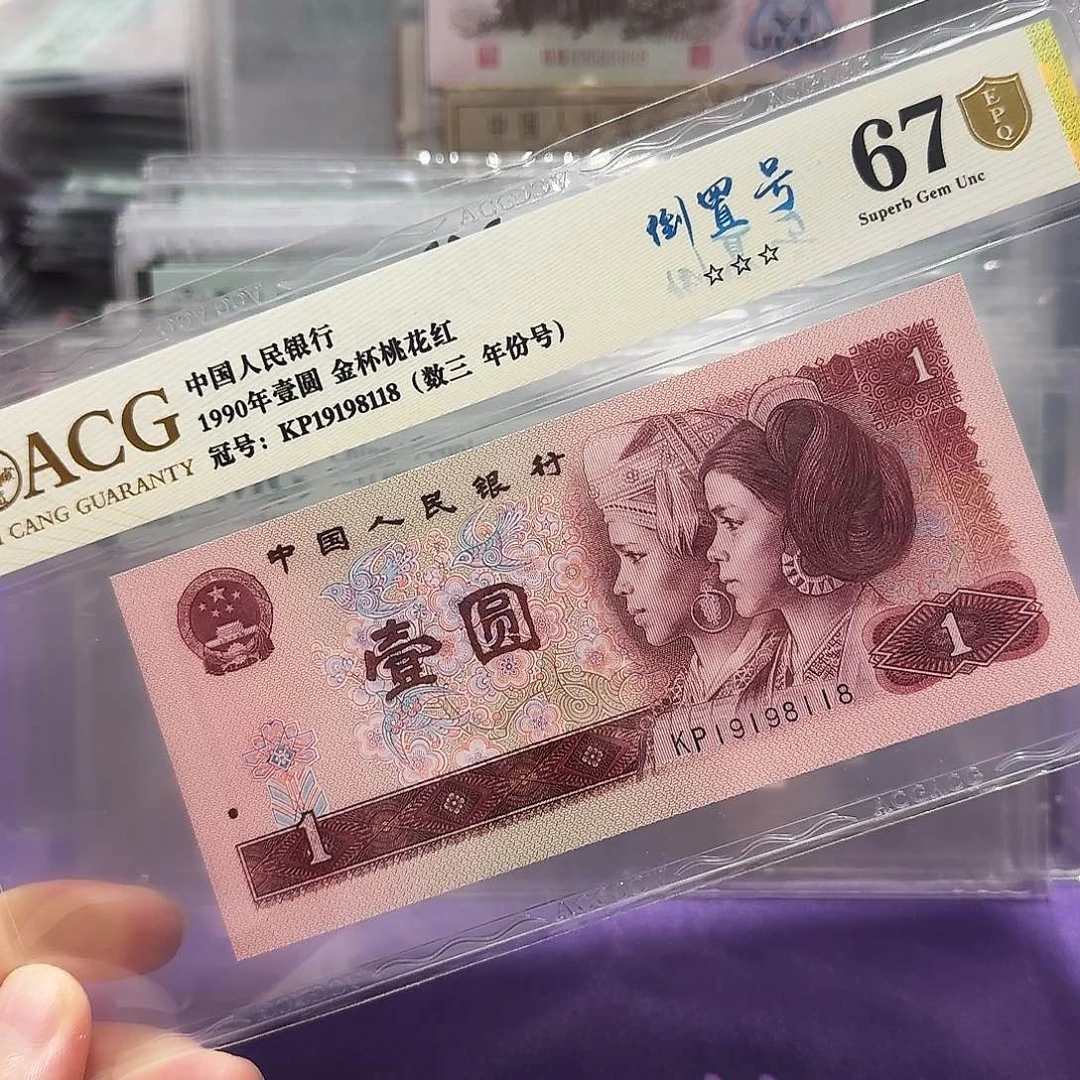 倒置号
67
EPQ
Superb Gem Unc
☆☆☆
中国人民银行
1990年壹圆 金杯桃花红
冠号：KP19198118（数三 年份号）
ACG
CANG GUARANTY
中国人民银行
壹圆
1
1
KP19198118
1